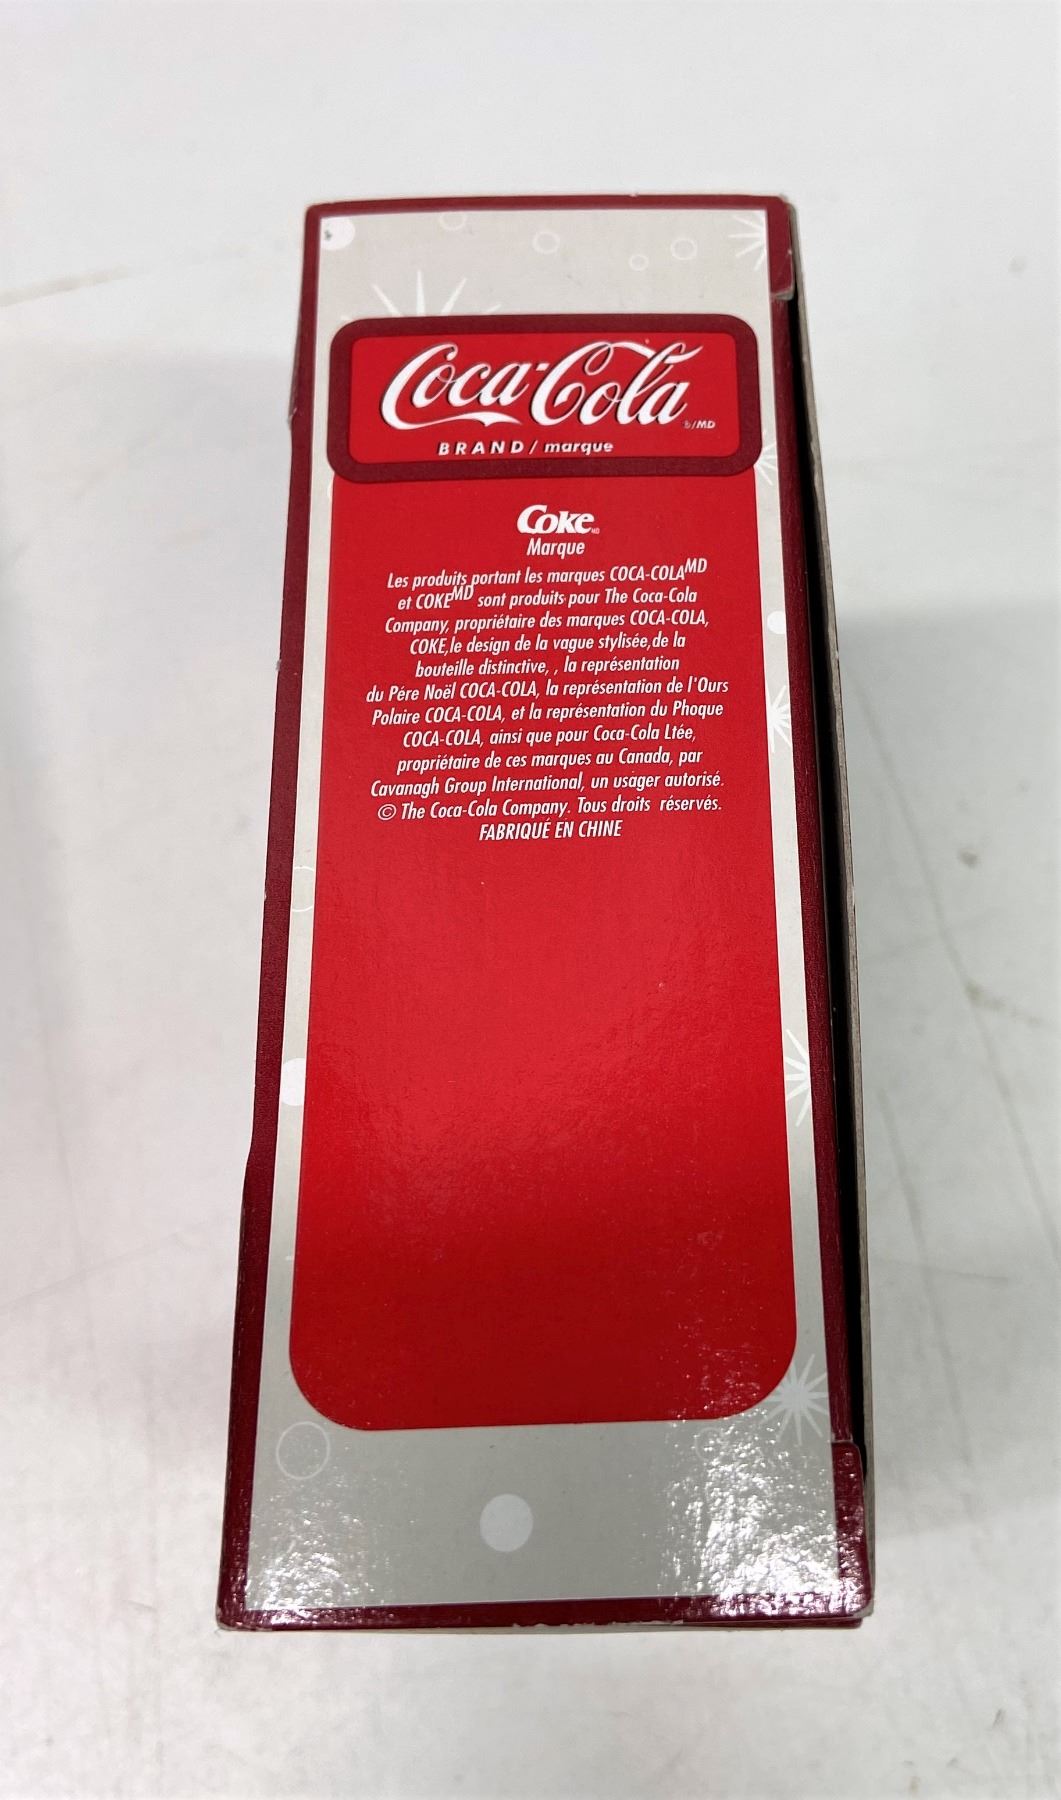 Coca-Cola
BRAND / marque
Coke MD
Marque
Les produits portant les marques COCA-COLAMD
et COKEMD sont produits pour The Coca-Cola
Company, propriétaire des marques COCA-COLA,
COKE,le design de la vague stylisée,de la
bouteille distinctive, , la représentation
du Pére Noël COCA-COLA, la représentation de l'Ours
Polaire COCA-COLA, et la représentation du Phoque
COCA-COLA, ainsi que pour Coca-Cola Ltée,
propriétaire de ces marques au Canada, par
Cavanagh Group International, un usager autorisé.
© The Coca-Cola Company. Tous droits réservés.
FABRIQUÉ EN CHINE